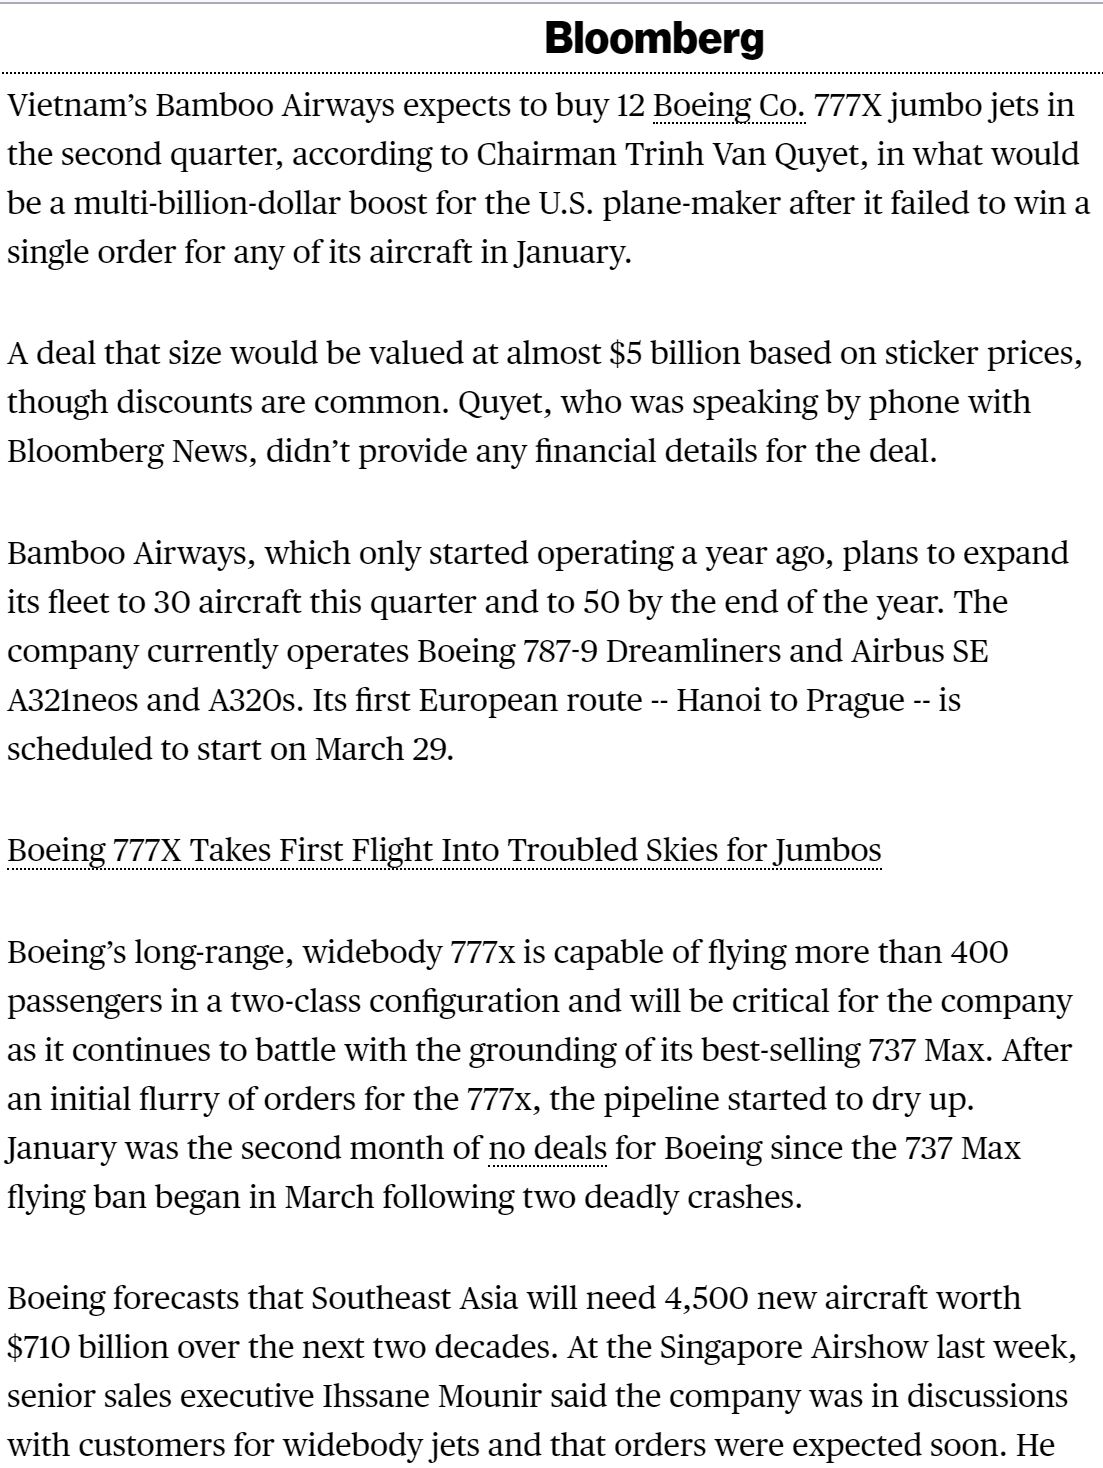 Bloomberg
Vietnam’s Bamboo Airways expects to buy 12 Boeing Co. 777X jumbo jets in
the second quarter, according to Chairman Trinh Van Quyet, in what would
be a multi-billion-dollar boost for the U.S. plane-maker after it failed to win a
single order for any of its aircraft in January.
A deal that size would be valued at almost $5 billion based on sticker prices,
though discounts are common. Quyet, who was speaking by phone with
Bloomberg News, didn’t provide any financial details for the deal.
Bamboo Airways, which only started operating a year ago, plans to expand
its fleet to 30 aircraft this quarter and to 50 by the end of the year. The
company currently operates Boeing 787-9 Dreamliners and Airbus SE
A321neos and A320s. Its first European route -- Hanoi to Prague -- is
scheduled to start on March 29.
Boeing 777X Takes First Flight Into Troubled Skies for Jumbos
Boeing’s long-range, widebody 777x is capable of flying more than 400
passengers in a two-class configuration and will be critical for the company
as it continues to battle with the grounding of its best-selling 737 Max. After
an initial flurry of orders for the 777x, the pipeline started to dry up.
January was the second month of no deals for Boeing since the 737 Max
flying ban began in March following two deadly crashes.
Boeing forecasts that Southeast Asia will need 4,500 new aircraft worth
$710 billion over the next two decades. At the Singapore Airshow last week,
senior sales executive Ihssane Mounir said the company was in discussions
with customers for widebody jets and that orders were expected soon. He